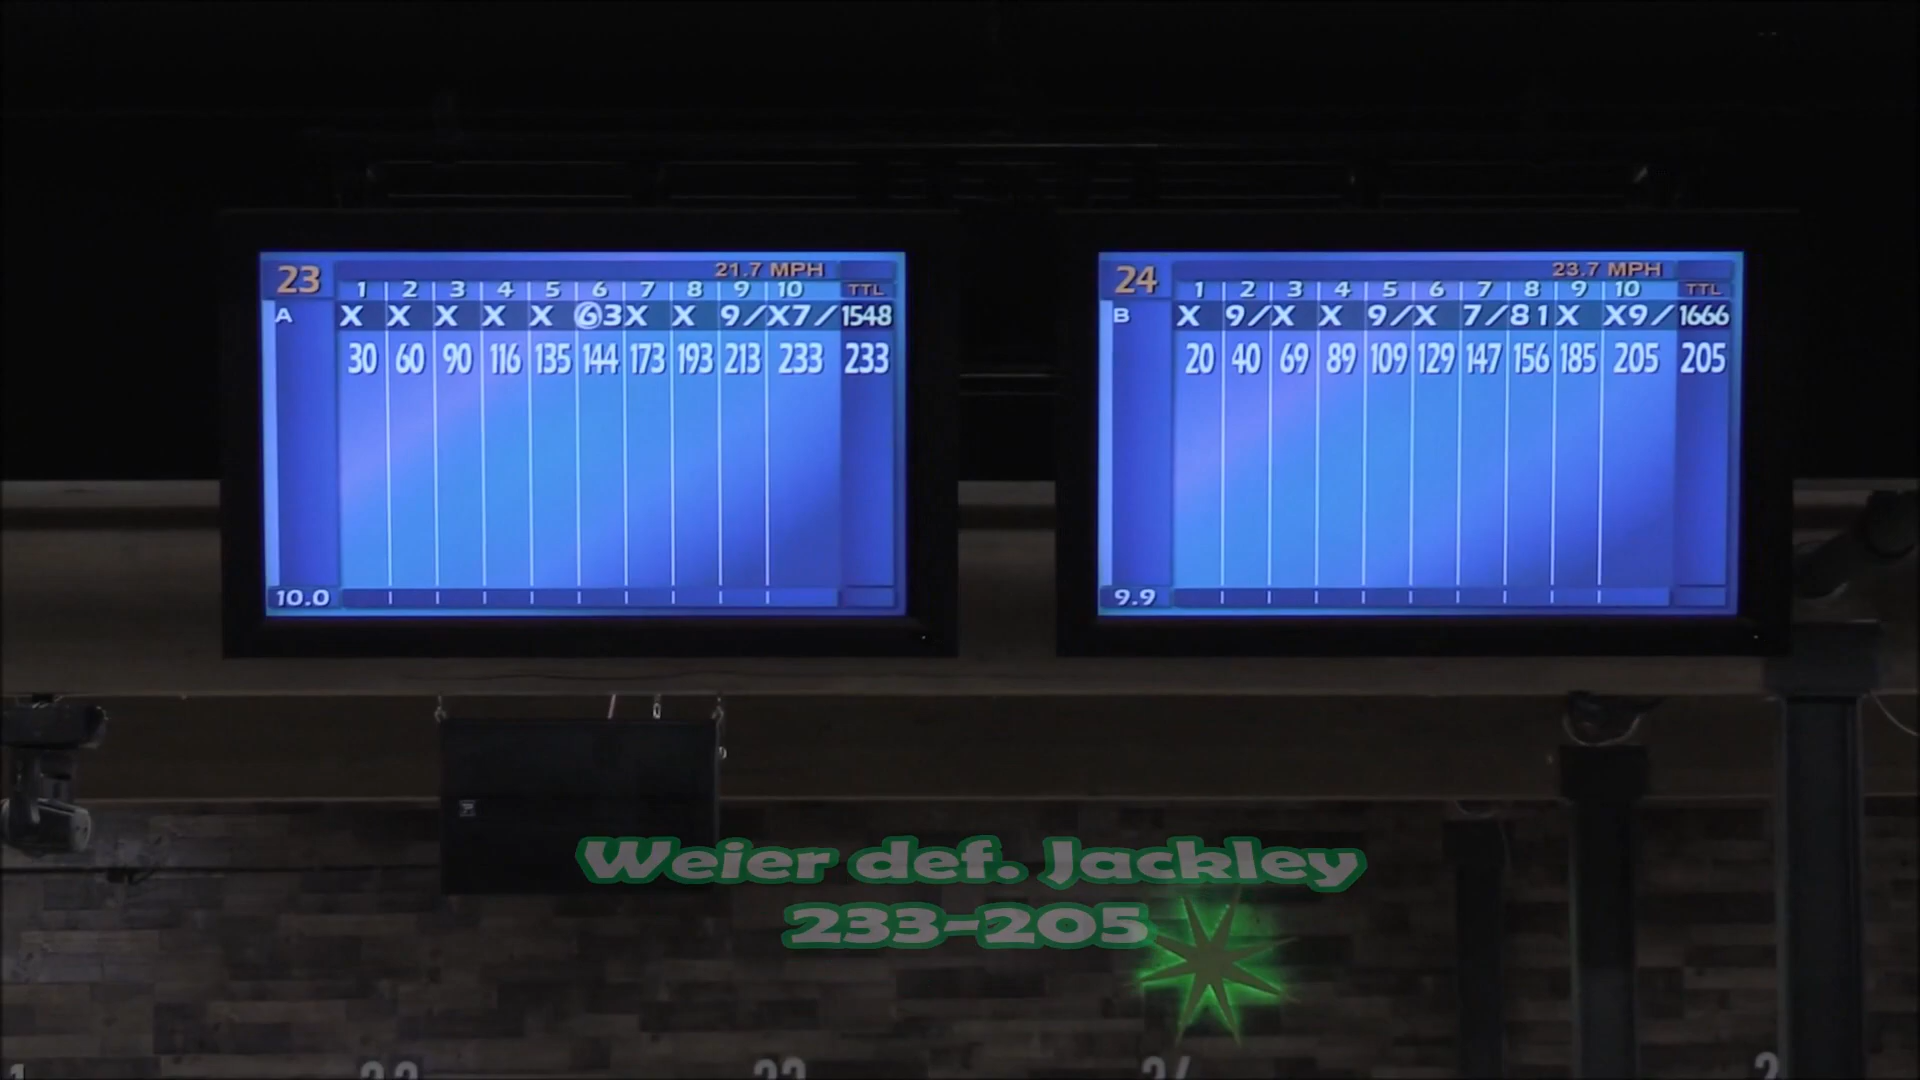 23 21.7 MPH
1 2 3 4 5 6 7 8 9 10 TTL
A X X X X X 63 X X 9/ X7/ 1548
30 60 90 116 135 144 173 193 213 233 233
10.0
24 23.7 MPH
1 2 3 4 5 6 7 8 9 10 TTL
B X 9/ X X 9/ X 7/ 81 X X9/ 1666
20 40 69 89 109 129 147 156 185 205 205
9.9
Weier def. Jackley
233-205